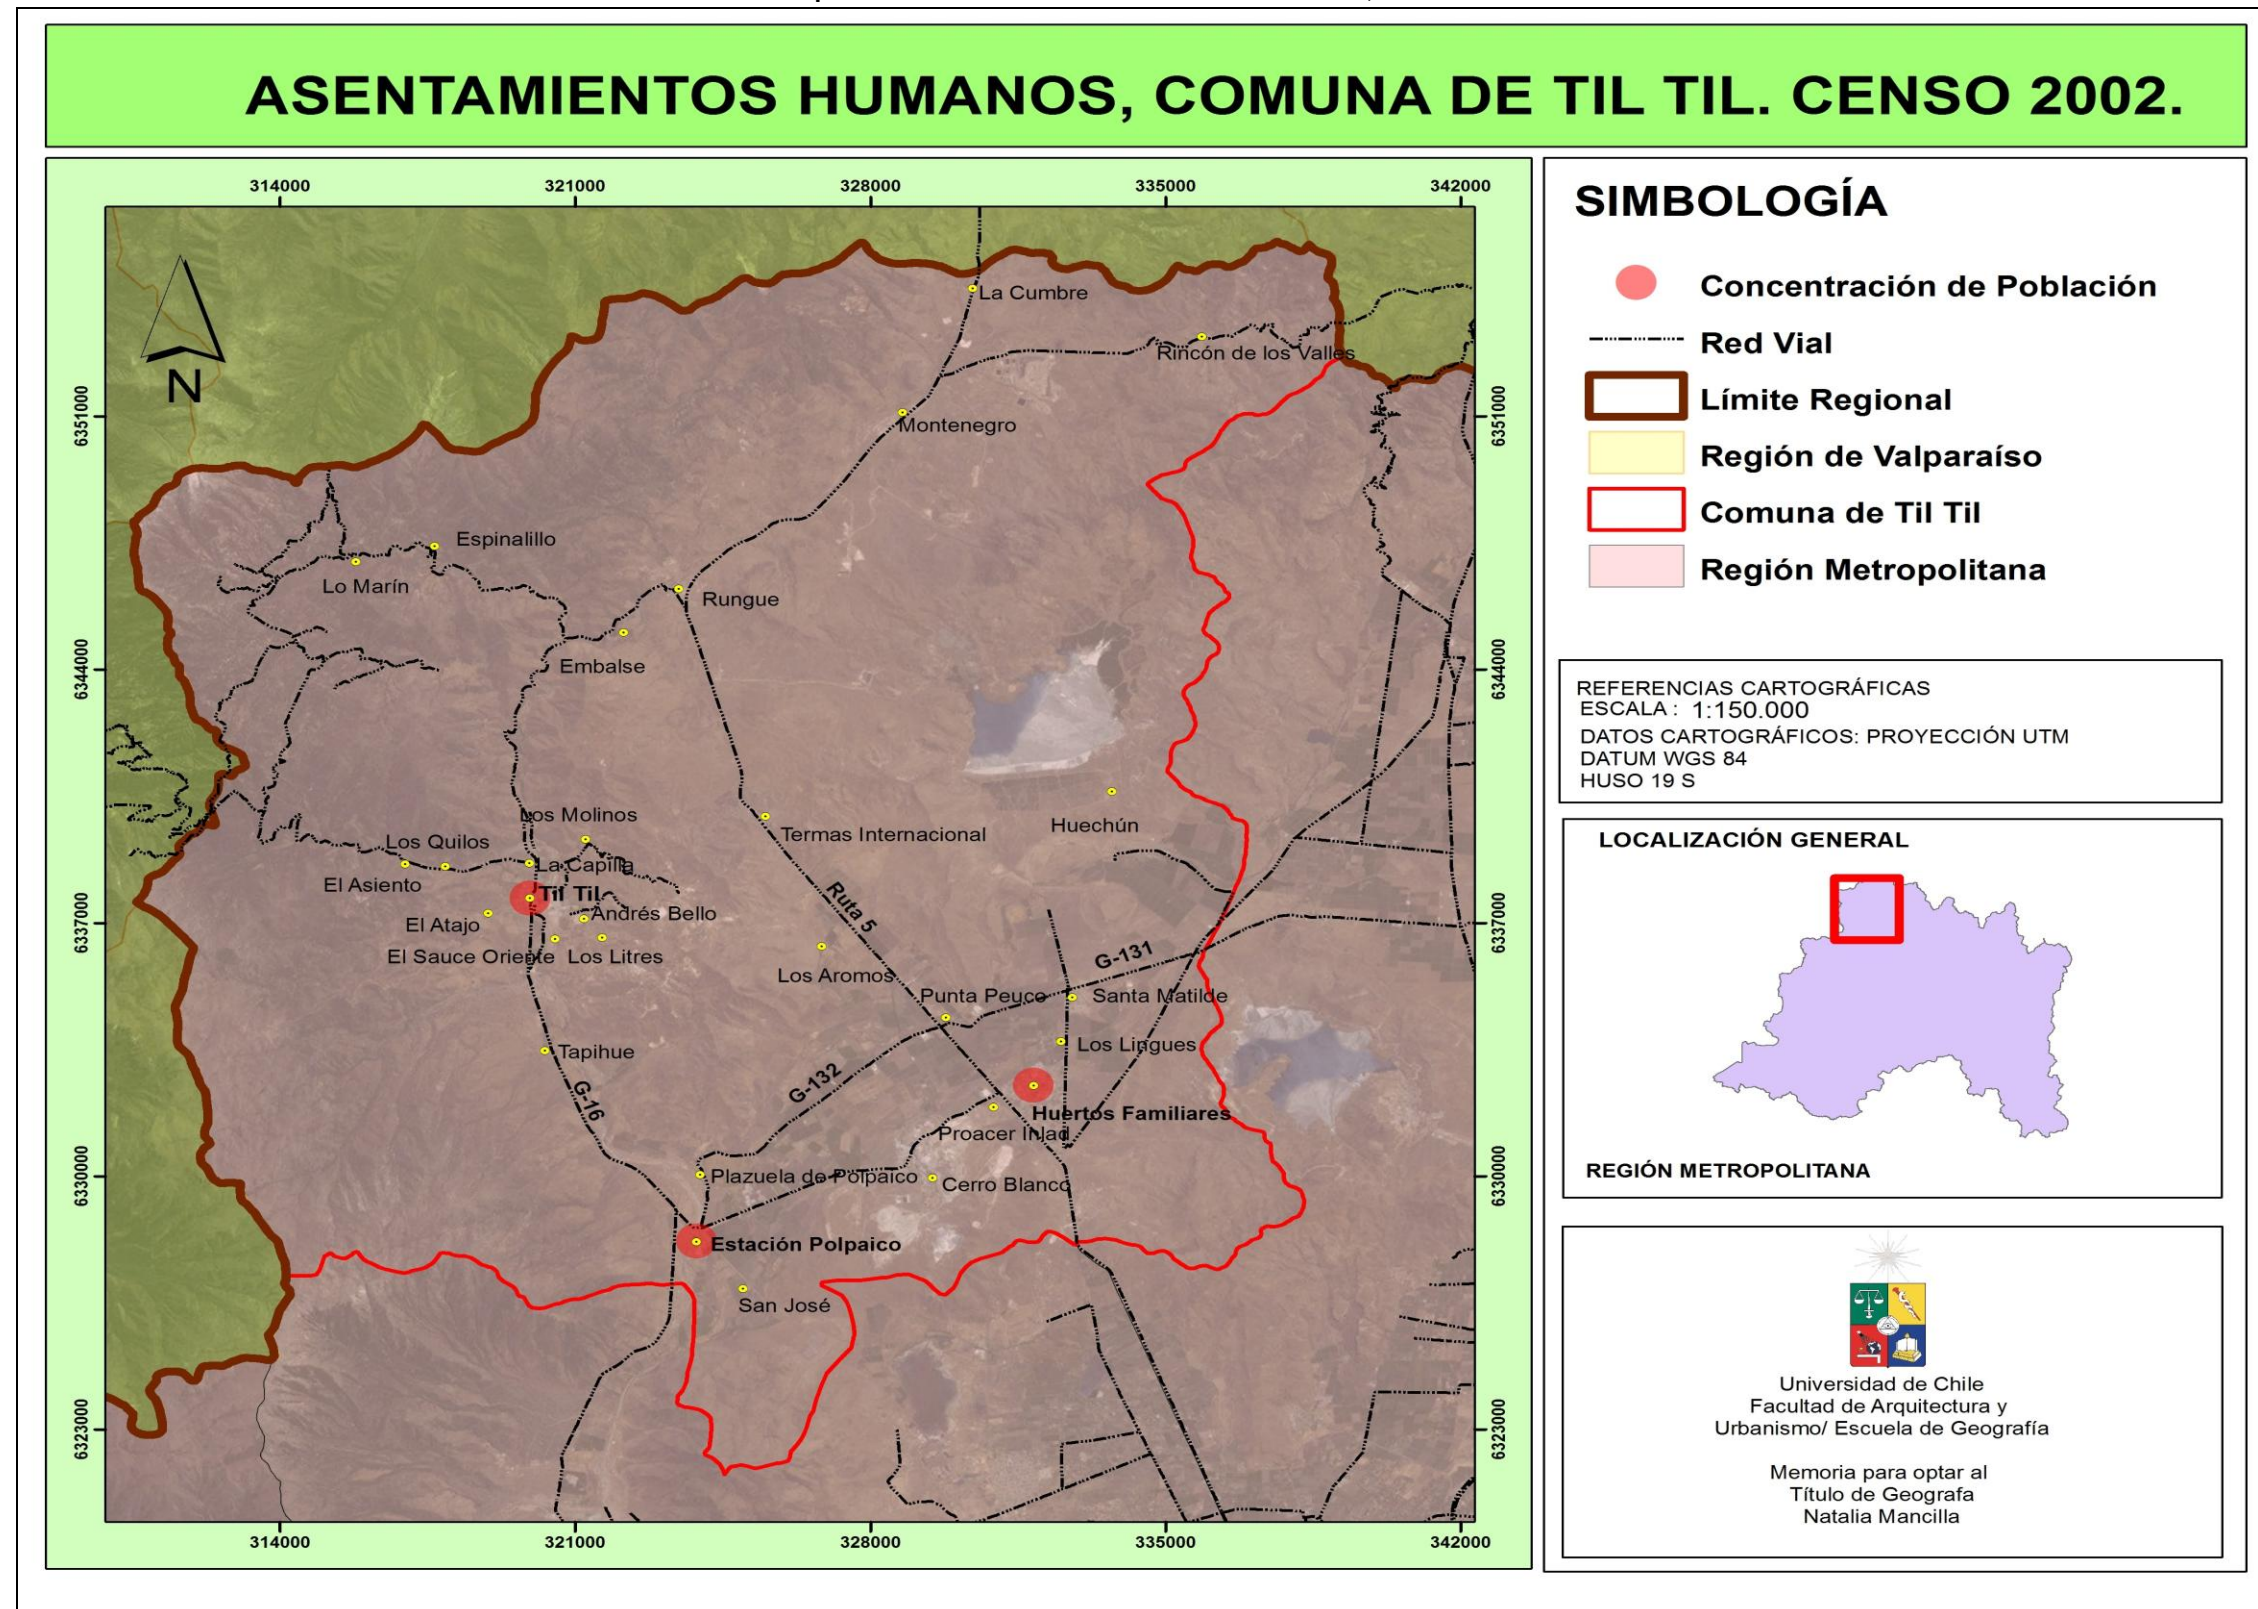 ASENTAMIENTOS HUMANOS, COMUNA DE TIL TIL. CENSO 2002.
314000
321000
328000
335000
342000
6351000
6344000
6337000
6330000
6323000
6351000
6344000
6337000
6330000
6323000
314000
321000
328000
335000
342000
N
La Cumbre
Rincón de los Valles
Montenegro
Espinalillo
Lo Marín
Rungue
Embalse
Los Molinos
Termas Internacional
Huechún
Los Quilos
La Capilla
El Asiento
Til Til
Ruta 5
El Atajo
Andrés Bello
El Sauce Oriente
Los Litres
Los Aromos
G-131
Punta Peuco
Santa Matilde
Tapihue
Los Lingues
G-132
G-16
Huertos Familiares
Proacer Inlad
Plazuela de Polpaico
Cerro Blanco
Estación Polpaico
San José
SIMBOLOGÍA
Concentración de Población
Red Vial
Límite Regional
Región de Valparaíso
Comuna de Til Til
Región Metropolitana
REFERENCIAS CARTOGRÁFICAS
ESCALA : 1:150.000
DATOS CARTOGRÁFICOS: PROYECCIÓN UTM
DATUM WGS 84
HUSO 19 S
LOCALIZACIÓN GENERAL
REGIÓN METROPOLITANA
Universidad de Chile
Facultad de Arquitectura y
Urbanismo/ Escuela de Geografía
Memoria para optar al
Título de Geografa
Natalia Mancilla